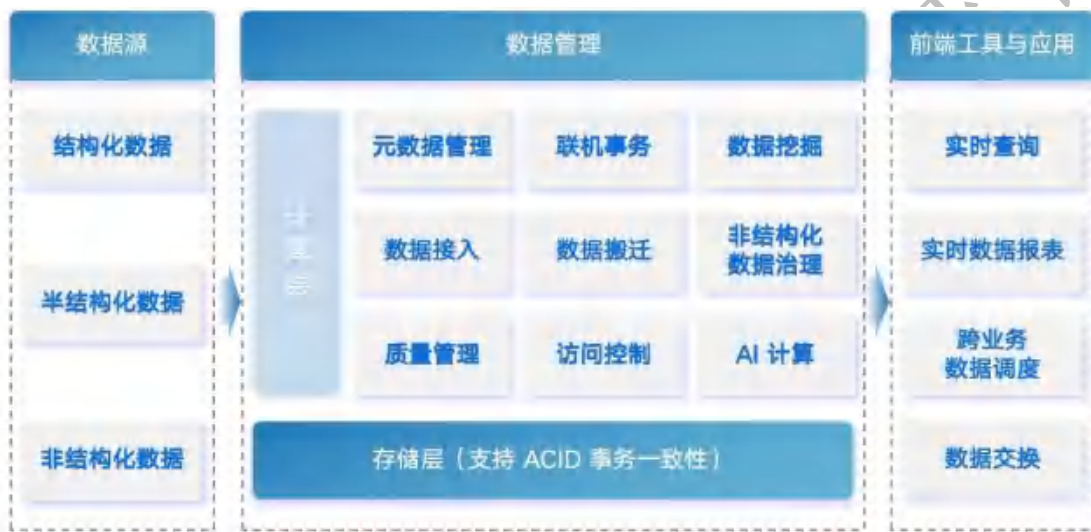 数据源
结构化数据
半结构化数据
非结构化数据
数据管理
计算层
元数据管理
联机事务
数据挖掘
数据接入
数据搬迁
非结构化
数据治理
质量管理
访问控制
AI 计算
存储层（支持 ACID 事务一致性）
前端工具与应用
实时查询
实时数据报表
跨业务
数据调度
数据交换